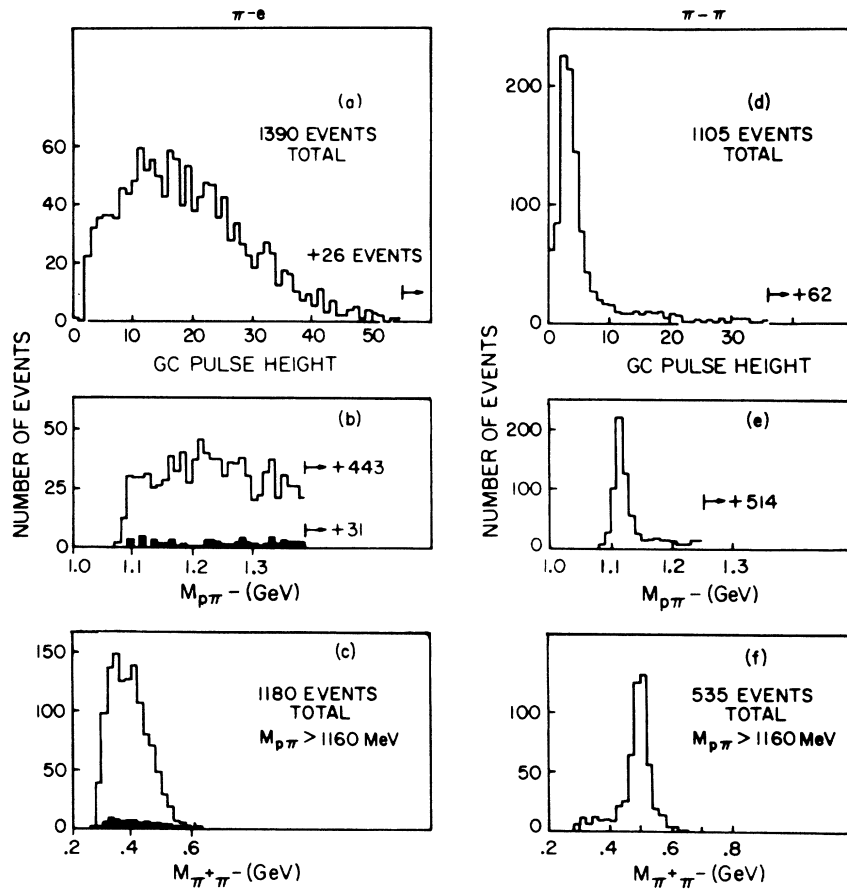 π-e
(a)
1390 EVENTS
TOTAL
+26 EVENTS
60
40
20
0
0 10 20 30 40 50
GC PULSE HEIGHT
NUMBER OF EVENTS
(b)
50
25
0
+443
+31
1.1 1.2 1.3
Mpπ- (GeV)
(c)
150
100
50
0
1180 EVENTS
TOTAL
Mpπ > 1160 MeV
.2 .4 .6
Mπ+π- (GeV)
π-π
(d)
1105 EVENTS
TOTAL
+62
200
100
0
0 10 20 30
GC PULSE HEIGHT
NUMBER OF EVENTS
(e)
200
100
0
+514
1.0 1.1 1.2 1.3
Mpπ- (GeV)
(f)
100
50
0
535 EVENTS
TOTAL
Mpπ > 1160 MeV
.2 .4 .6 .8
Mπ+π- (GeV)